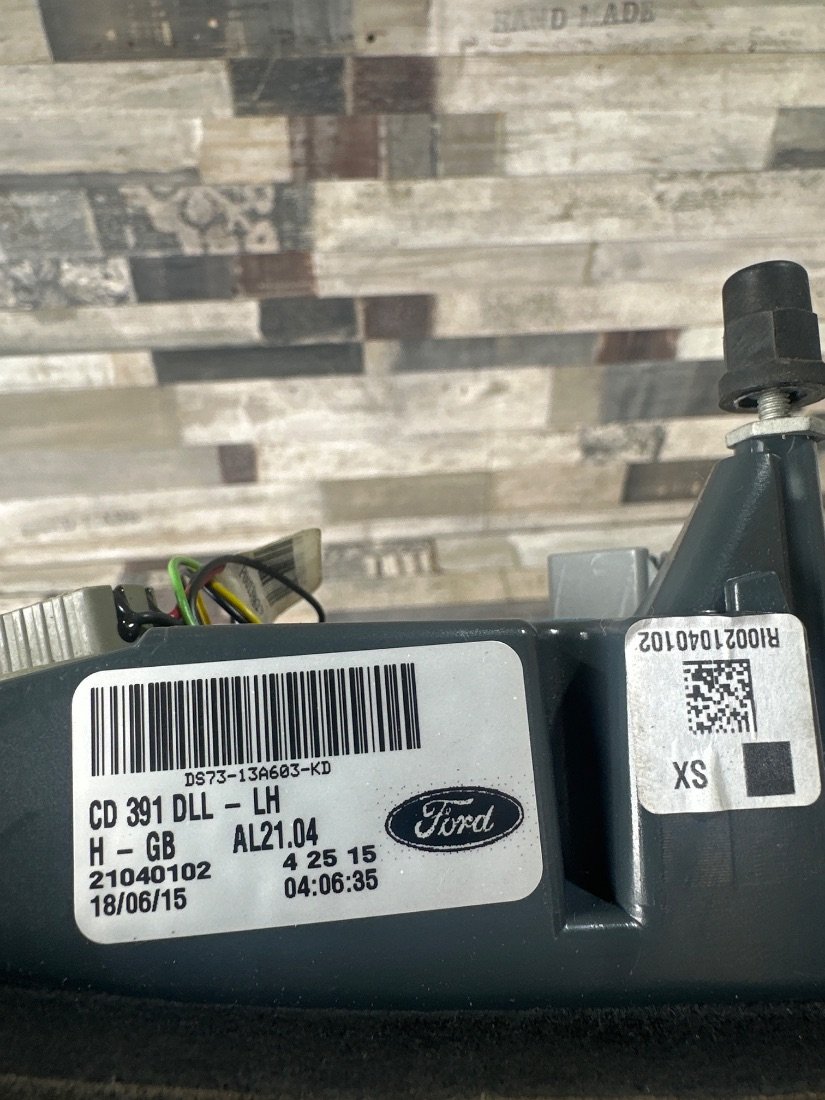 HAND MADE
DS73-13A603-KD
CD 391 DLL - LH
H - GB AL21.04
21040102 4 25 15
18/06/15 04:06:35
Ford
RI0021040102
SX